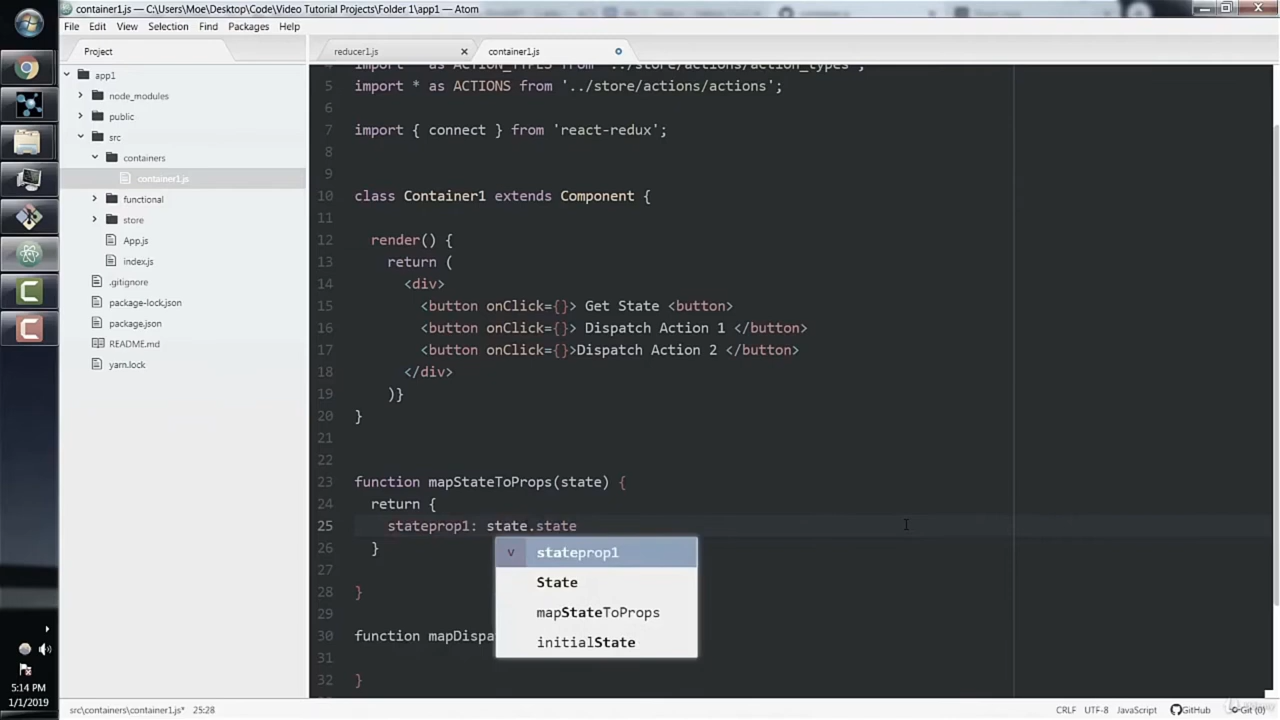 container1.js — C:\Users\Moe\Desktop\Code\Video Tutorial Projects\Folder 1\app1 — Atom
File Edit View Selection Find Packages Help
Project
reducer1.js
container1.js
app1
node_modules
public
src
containers
container1.js
functional
store
App.js
index.js
.gitignore
package-lock.json
package.json
README.md
yarn.lock
import * as ACTION_TYPES from '../store/actions/action_types';
5 import * as ACTIONS from '../store/actions/actions';
6
7 import { connect } from 'react-redux';
8
9
10 class Container1 extends Component {
11
12 render() {
13 return (
14 <div>
15 <button onClick={}> Get State <button>
16 <button onClick={}> Dispatch Action 1 </button>
17 <button onClick={}>Dispatch Action 2 </button>
18 </div>
19 )}
20 }
21
22
23 function mapStateToProps(state) {
24 return {
25 stateprop1: state.state
26 }
27
28 }
29
30 function mapDispa
31
32 }
v stateprop1
State
mapStateToProps
initialState
5:14 PM
1/1/2019
src\containers\container1.js* 25:28
CRLF UTF-8 JavaScript GitHub Git (0)